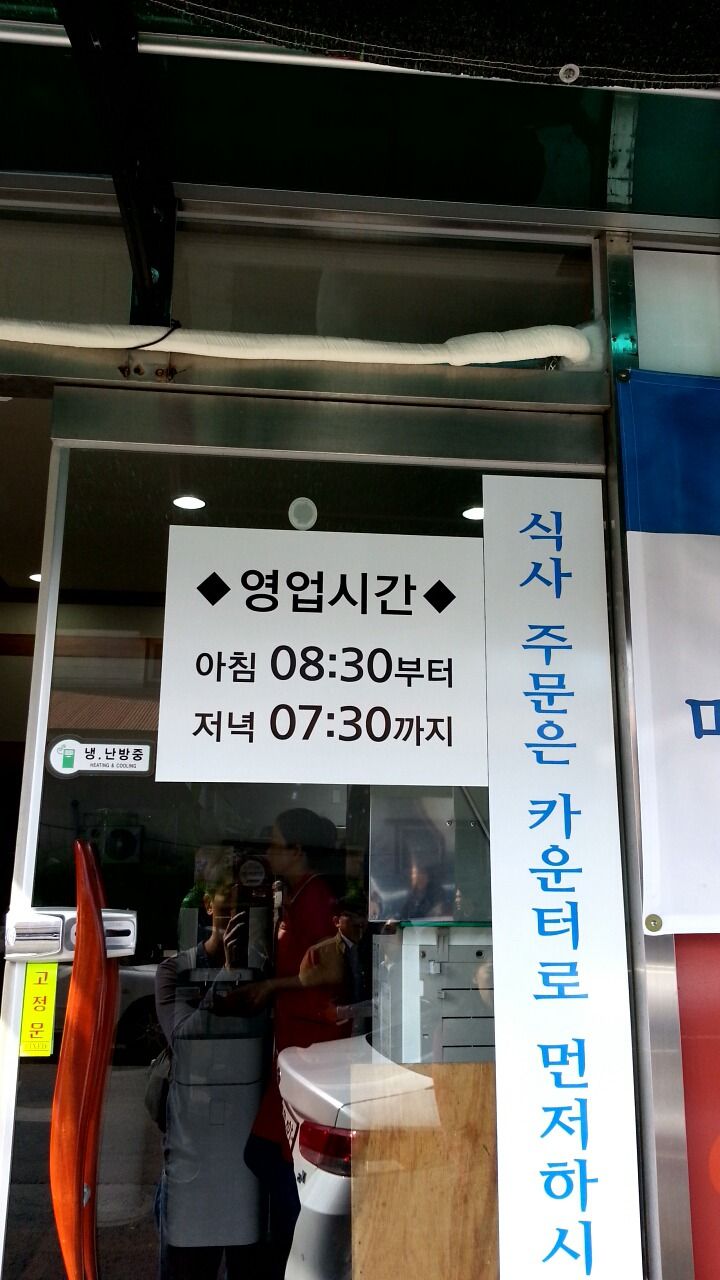 ◆영업시간◆
아침 08:30부터
저녁 07:30까지
냉,난방중
HEATING & COOLING
고정문
식사 주문은 카운터로 먼저하시